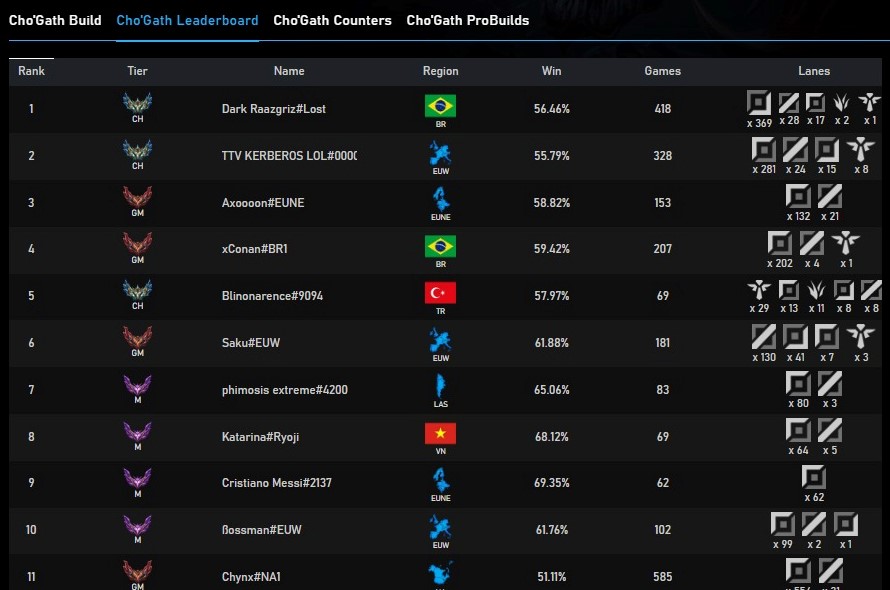 Cho'Gath Build Cho'Gath Leaderboard Cho'Gath Counters Cho'Gath ProBuilds
Rank Tier Name Region Win Games Lanes
1 CH Dark Raazgriz#Lost BR 56.46% 418 x 369 x 28 x 17 x 2 x 1
2 CH TTV KERBEROS LOL#000 EUW 55.79% 328 x 281 x 24 x 15 x 8
3 GM Axoooon#EUNE EUNE 58.82% 153 x 132 x 21
4 GM xConan#BR1 BR 59.42% 207 x 202 x 4 x 1
5 CH Blinonarence#9094 TR 57.97% 69 x 29 x 13 x 11 x 8 x 8
6 GM Saku#EUW EUW 61.88% 181 x 130 x 41 x 7 x 3
7 M phimosis extreme#4200 LAS 65.06% 83 x 80 x 3
8 M Katarina#Ryoji VN 68.12% 69 x 64 x 5
9 M Cristiano Messi#2137 EUNE 69.35% 62 x 62
10 M ßossman#EUW EUW 61.76% 102 x 99 x 2 x 1
11 GM Chynx#NA1 51.11% 585